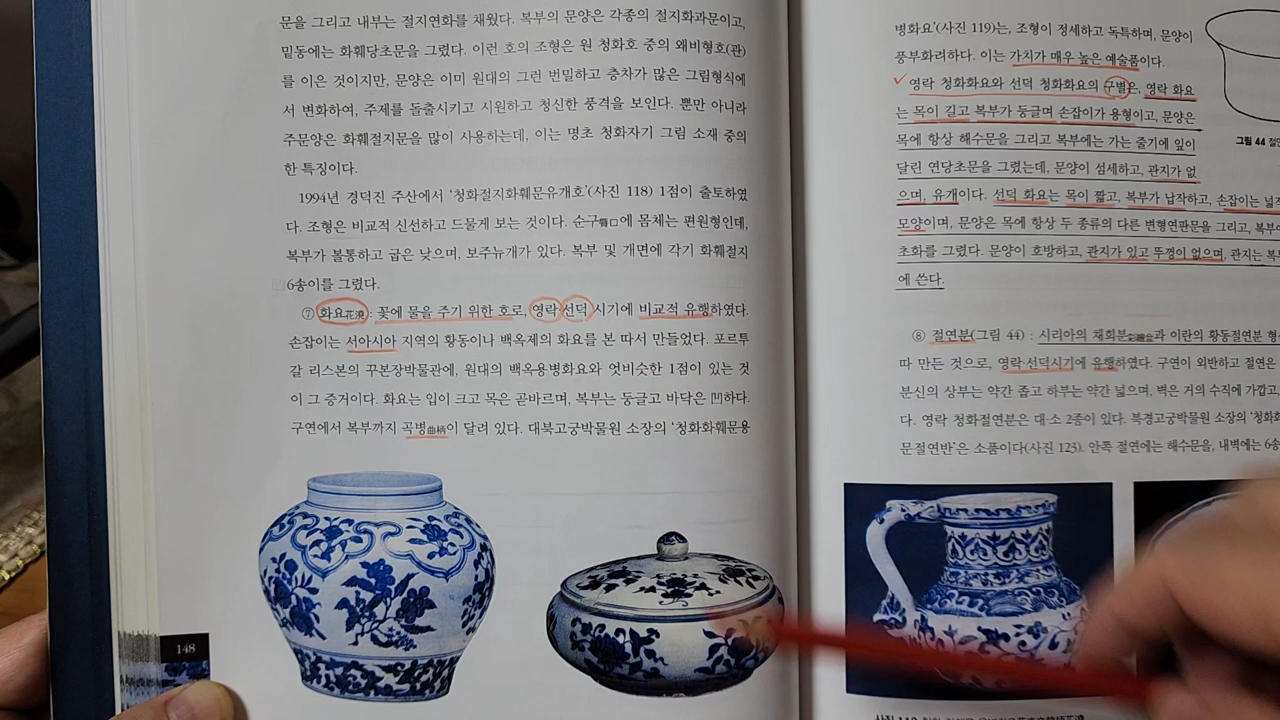 문을 그리고 내부는 절지연화를 채웠다. 복부의 문양은 각종의 절지화과문이고,
밑동에는 화훼당초문을 그렸다. 이런 호의 조형은 원 청화호 중의 왜비형호(관)
를 이은 것이지만, 문양은 이미 원대의 그런 번밀하고 층차가 많은 그림형식에
서 변화하여, 주제를 돌출시키고 시원하고 청신한 풍격을 보인다. 뿐만 아니라
주문양은 화훼절지문을 많이 사용하는데, 이는 명초 청화자기 그림 소재 중의
한 특징이다.
1994년 경덕진 주산에서 '청화절지화훼문유개호'(사진 118) 1점이 출토하였
다. 조형은 비교적 신선하고 드물게 보는 것이다. 순구脣口에 몸체는 편원형인데,
복부가 볼통하고 굽은 낮으며, 보주뉴개가 있다. 복부 및 개면에 각기 화훼절지
6송이를 그렸다.
⑦ 화요花澆 : 꽃에 물을 주기 위한 호로, 영락 선덕 시기에 비교적 유행하였다.
손잡이는 서아시아 지역의 황동이나 백옥제의 화요를 본 따서 만들었다. 포르투
갈 리스본의 꾸본장박물관에, 원대의 백옥용병화요와 엇비슷한 1점이 있는 것
이 그 증거이다. 화요는 입이 크고 목은 곧바르며, 복부는 둥글고 바닥은 凹하다.
구연에서 복부까지 곡병曲柄이 달려 있다. 대북고궁박물원 소장의 '청화화훼문용
148
병화요'(사진 119)는, 조형이 정세하고 독특하며, 문양이
풍부화려하다. 이는 가치가 매우 높은 예술품이다.
영락 청화화요와 선덕 청화화요의 구별은, 영락 화요
는 목이 길고 복부가 둥글며 손잡이가 용형이고, 문양은
목에 항상 해수문을 그리고 복부에는 가는 줄기에 잎이
달린 연당초문을 그렸는데, 문양이 섬세하고, 관지가 없
으며, 유개이다. 선덕 화요는 목이 짧고, 복부가 납작하고, 손잡이는 넓적
모양이며, 문양은 목에 항상 두 종류의 다른 변형연판문을 그리고, 복부에
초화를 그렸다. 문양이 호방하고, 관지가 있고 뚜껑이 없으며, 관지는 복부
에 쓴다.
그림 44 절연
⑧ 절연분(그림 44) : 시리아의 채회분과 이란의 황동절연분 형
따 만든 것으로, 영락 선덕시기에 유행하였다. 구연이 외반하고 절연은
분신의 상부는 약간 좁고 하부는 약간 넓으며, 벽은 거의 수직에 가깝고,
다. 영락 청화절연분은 대·소 2종이 있다. 북경고궁박물원 소장의 '청화
문절연반'은 소품이다(사진 123). 안쪽 절연에는 해수문을, 내벽에는 6송